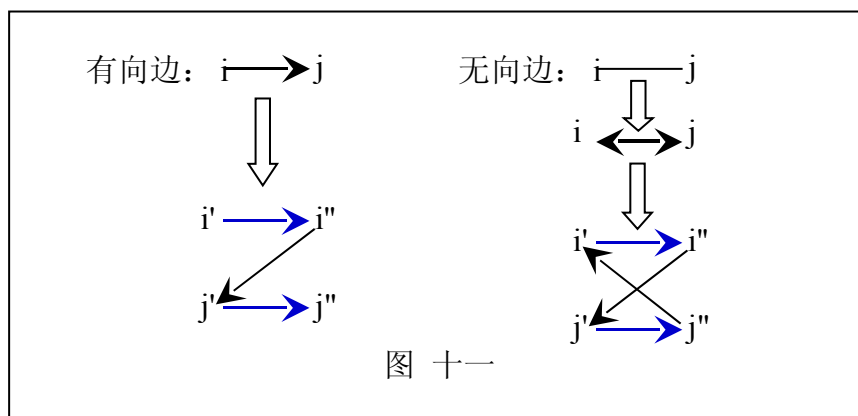 有向边： i j 无向边： i j
i j
i' i" i' i"
j' j" j' j"
图 十一